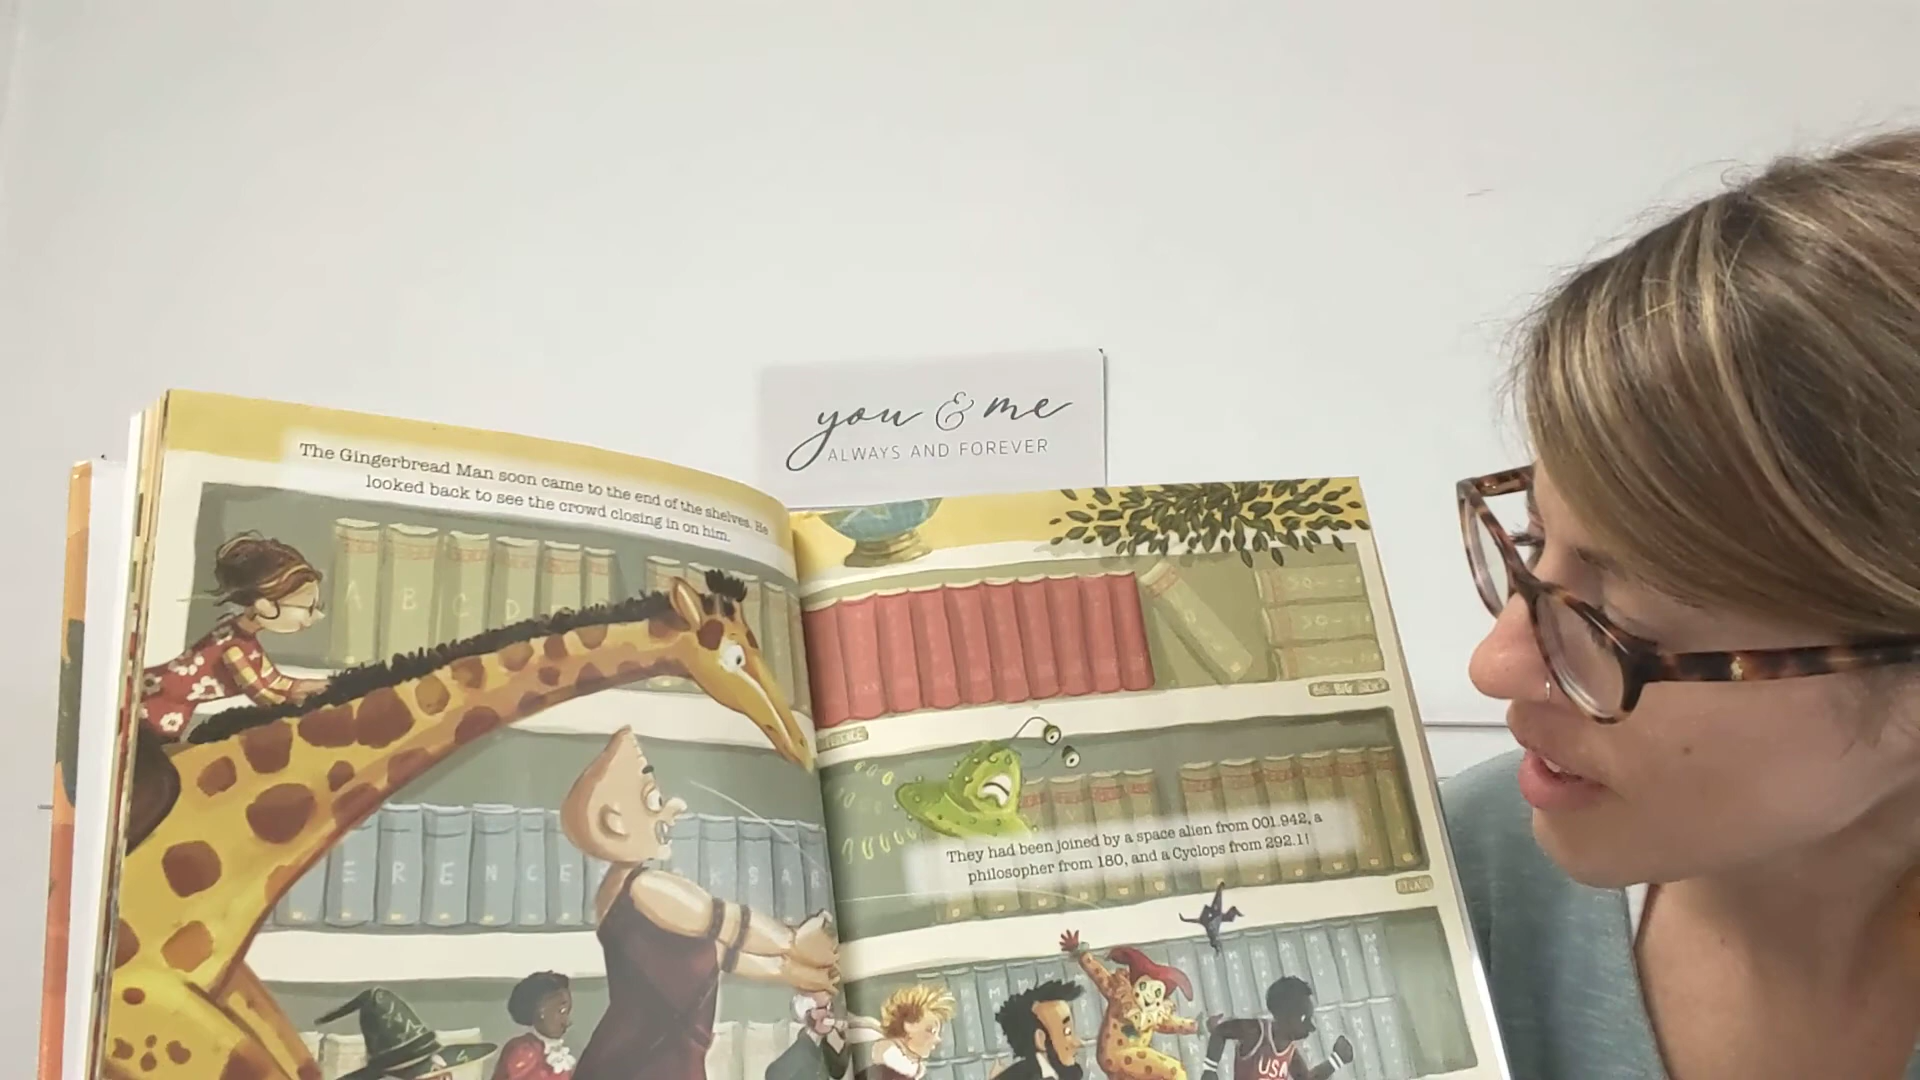 you & me
ALWAYS AND FOREVER
The Gingerbread Man soon came to the end of the shelves. He
looked back to see the crowd closing in on him.
A B C D
E R E N C E
They had been joined by a space alien from 001.942, a
philosopher from 180, and a Cyclops from 292.1!
USA